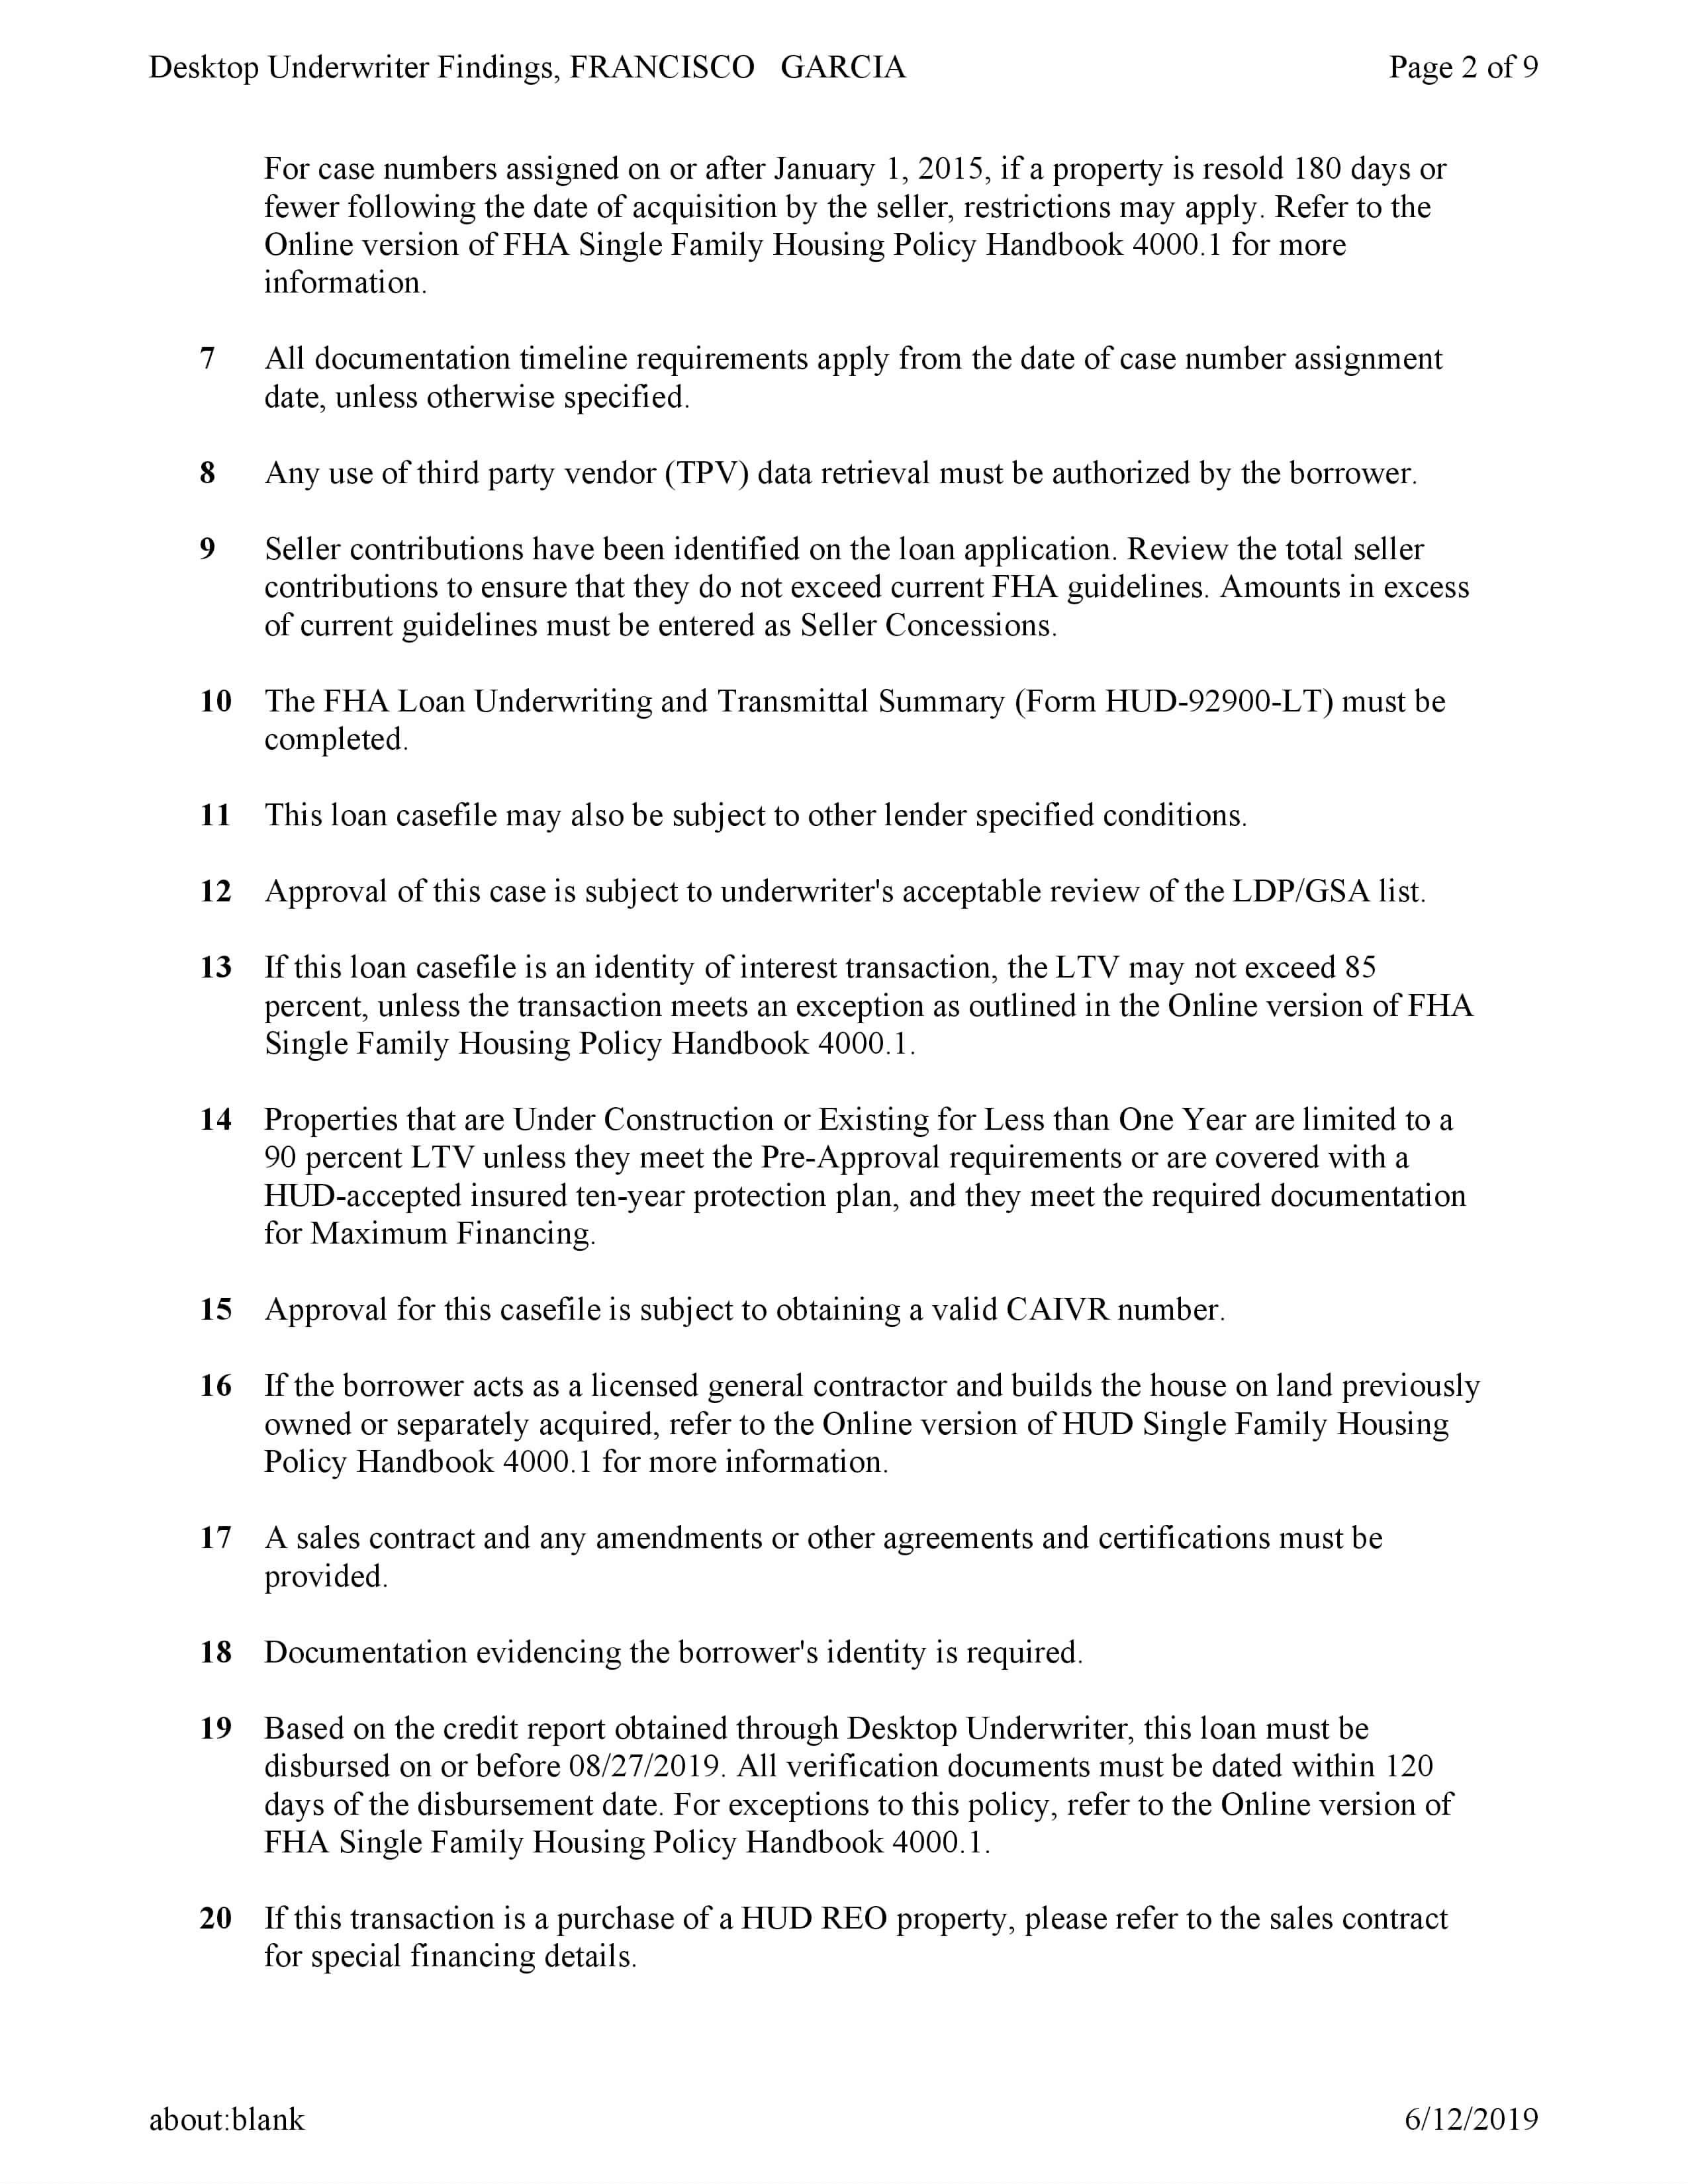 Desktop Underwriter Findings, FRANCISCO GARCIA Page 2 of 9
For case numbers assigned on or after January 1, 2015, if a property is resold 180 days or
fewer following the date of acquisition by the seller, restrictions may apply. Refer to the
Online version of FHA Single Family Housing Policy Handbook 4000.1 for more
information.
7 All documentation timeline requirements apply from the date of case number assignment
date, unless otherwise specified.
8 Any use of third party vendor (TPV) data retrieval must be authorized by the borrower.
9 Seller contributions have been identified on the loan application. Review the total seller
contributions to ensure that they do not exceed current FHA guidelines. Amounts in excess
of current guidelines must be entered as Seller Concessions.
10 The FHA Loan Underwriting and Transmittal Summary (Form HUD-92900-LT) must be
completed.
11 This loan casefile may also be subject to other lender specified conditions.
12 Approval of this case is subject to underwriter's acceptable review of the LDP/GSA list.
13 If this loan casefile is an identity of interest transaction, the LTV may not exceed 85
percent, unless the transaction meets an exception as outlined in the Online version of FHA
Single Family Housing Policy Handbook 4000.1.
14 Properties that are Under Construction or Existing for Less than One Year are limited to a
90 percent LTV unless they meet the Pre-Approval requirements or are covered with a
HUD-accepted insured ten-year protection plan, and they meet the required documentation
for Maximum Financing.
15 Approval for this casefile is subject to obtaining a valid CAIVR number.
16 If the borrower acts as a licensed general contractor and builds the house on land previously
owned or separately acquired, refer to the Online version of HUD Single Family Housing
Policy Handbook 4000.1 for more information.
17 A sales contract and any amendments or other agreements and certifications must be
provided.
18 Documentation evidencing the borrower's identity is required.
19 Based on the credit report obtained through Desktop Underwriter, this loan must be
disbursed on or before 08/27/2019. All verification documents must be dated within 120
days of the disbursement date. For exceptions to this policy, refer to the Online version of
FHA Single Family Housing Policy Handbook 4000.1.
20 If this transaction is a purchase of a HUD REO property, please refer to the sales contract
for special financing details.
about:blank 6/12/2019